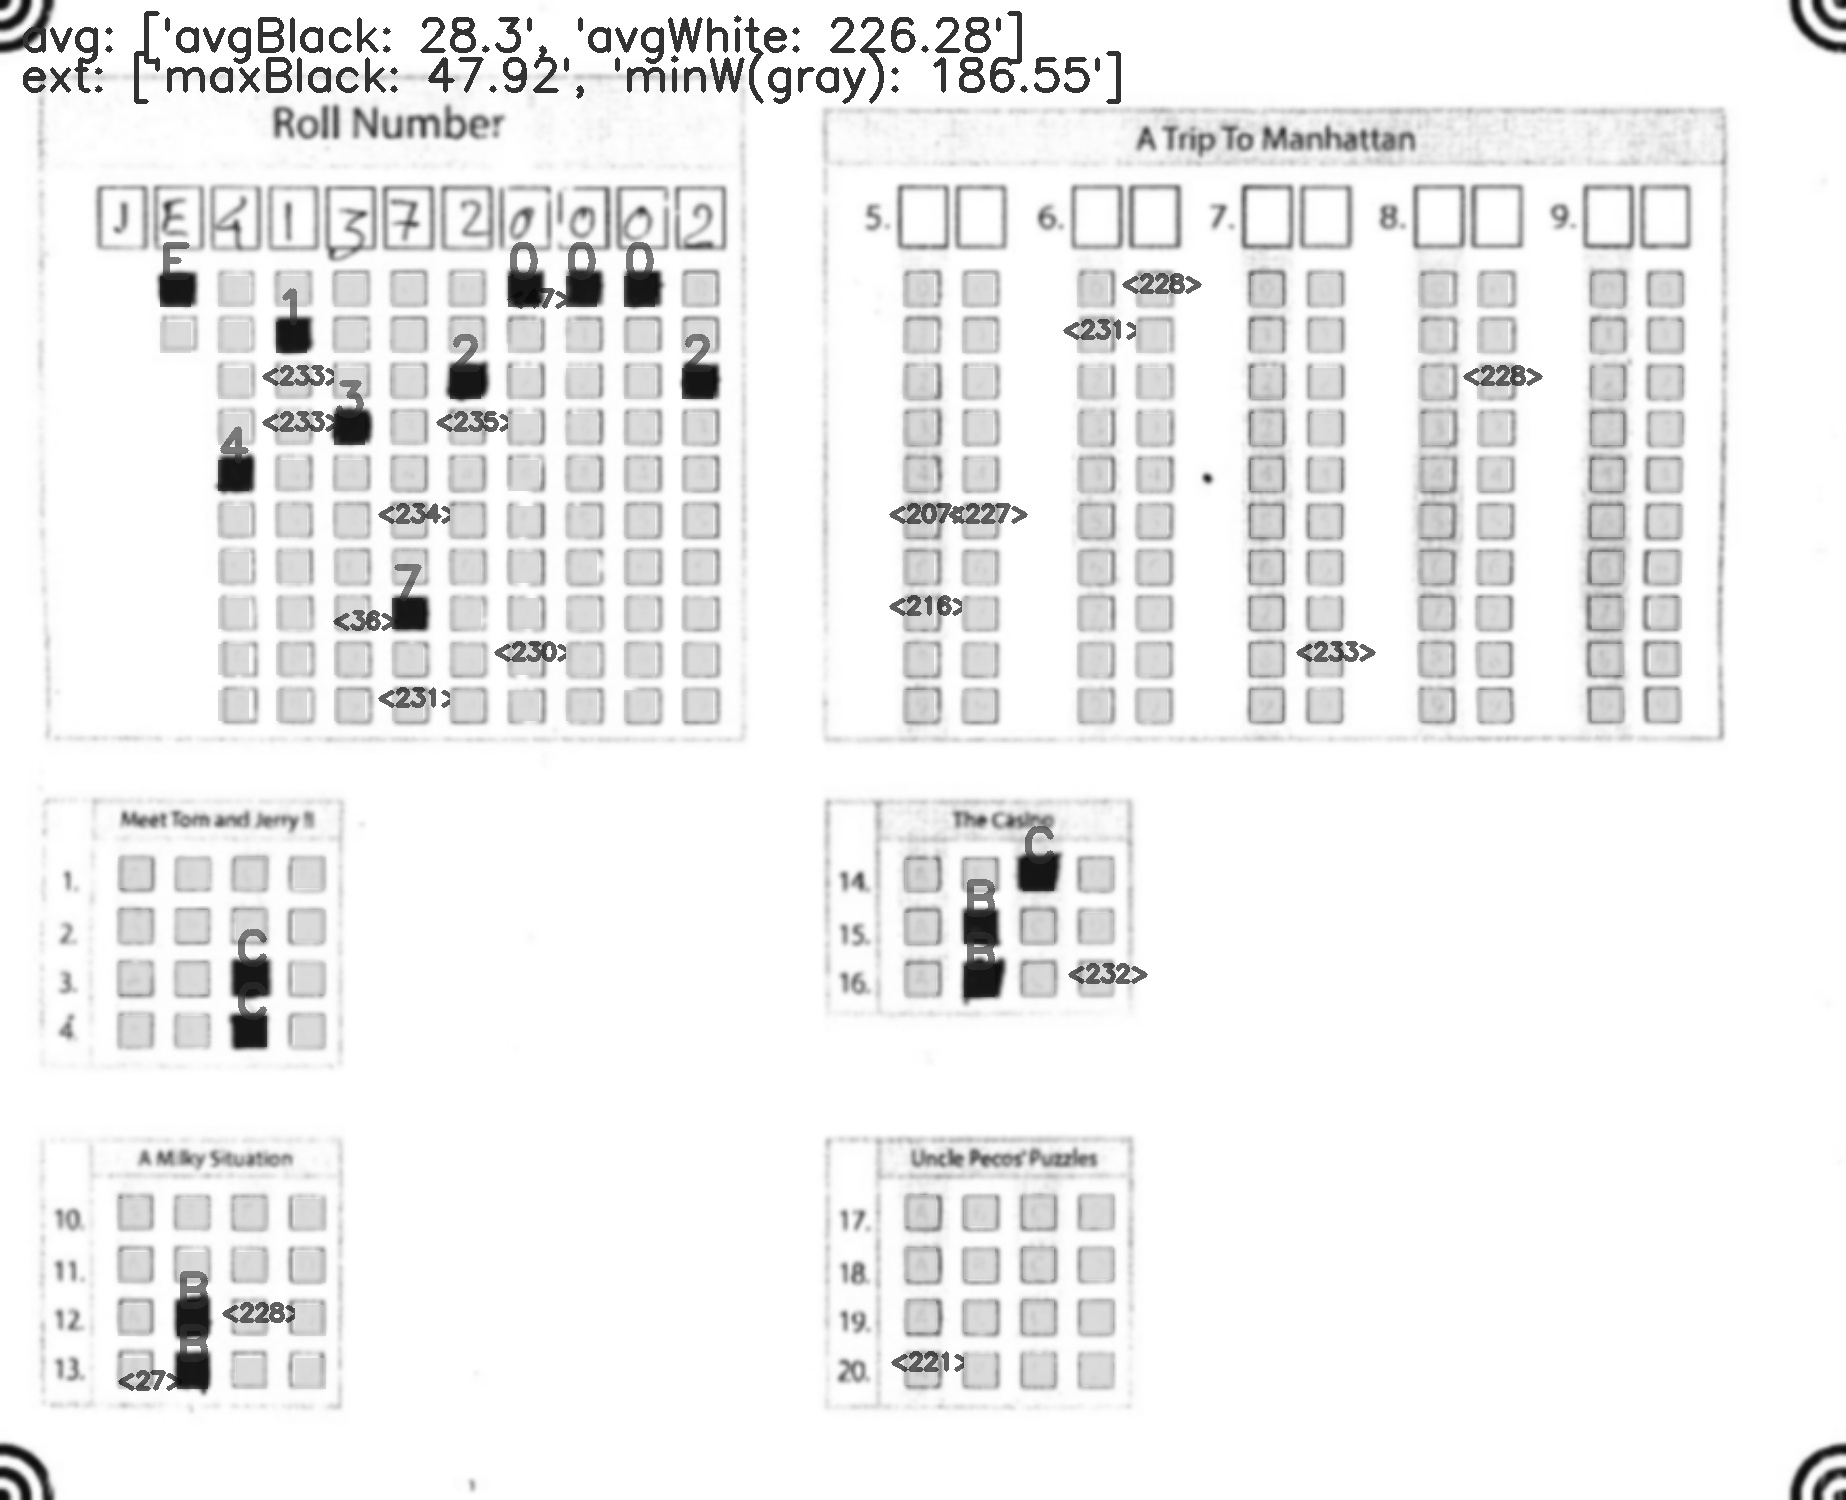 avg: ['avgBlack: 28.3', 'avgWhite: 226.28']
ext: ['maxBlack: 47.92', 'minW(gray): 186.55']
Roll Number
J E 4 1 3 7 2 0 0 0 2
E 0 0 0
<47>
1
2 2
<233>
3
<233> <235>
4
<234>
7
<36>
<230>
<231>
A Trip To Manhattan
5. 6. 7. 8. 9.
<228>
<231>
<228>
<207> <227>
<216>
<233>
Meet Tom and Jerry !!
1.
2.
C
3.
C
4.
The Casino
C
14.
B
15.
B
16. <232>
A Milky Situation
10.
11.
B
12. <228>
B
13. <27>
Uncle Pecos' Puzzles
17.
18.
19.
20. <221>